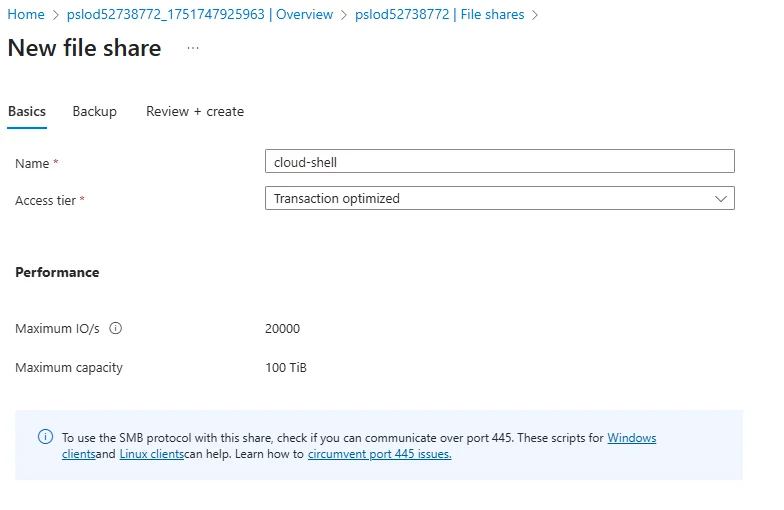 Home > pslod52738772_1751747925963 | Overview > pslod52738772 | File shares >
New file share ...
Basics Backup Review + create
Name * cloud-shell
Access tier * Transaction optimized
Performance
Maximum IO/s 20000
Maximum capacity 100 TiB
To use the SMB protocol with this share, check if you can communicate over port 445. These scripts for Windows
clientsand Linux clientscan help. Learn how to circumvent port 445 issues.